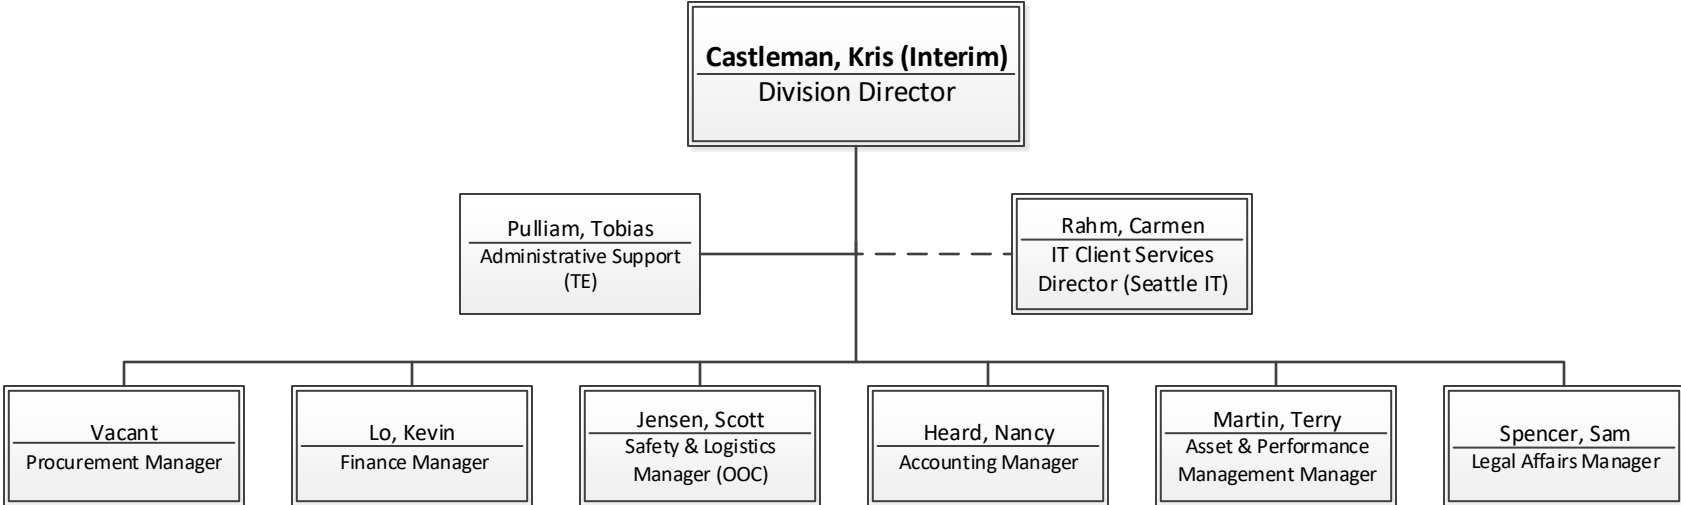 Castleman, Kris (Interim)
Division Director
Pulliam, Tobias
Administrative Support
(TE)
Rahm, Carmen
IT Client Services
Director (Seattle IT)
Vacant
Procurement Manager
Lo, Kevin
Finance Manager
Jensen, Scott
Safety & Logistics
Manager (OOC)
Heard, Nancy
Accounting Manager
Martin, Terry
Asset & Performance
Management Manager
Spencer, Sam
Legal Affairs Manager